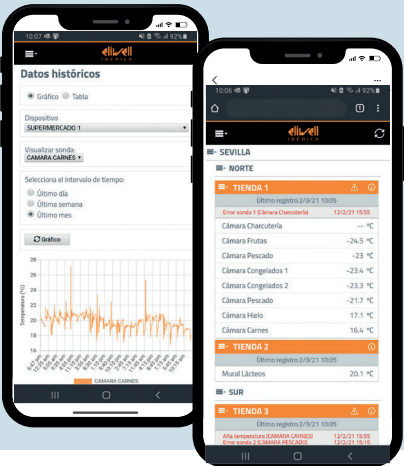 10:07
92%
eliwell
IBERICA
Datos históricos
Gráfico Tabla
Dispositivo
SUPERMERCADO 1
Visualizar sonda:
CAMARA CARNES
Selecciona el intervalo de tiempo:
Último día
Última semana
Último mes
Gráfico
Temperatura (ºC)
28
26
24
22
20
18
16
CAMARA CARNES
10:06
92%
1
eliwell
IBERICA
SEVILLA
NORTE
TIENDA 1
Último registro:2/3/21 10:05
Error sonda 1 (Cámara Charcutería) 12/2/21 15:55
Cámara Charcutería -- ºC
Cámara Frutas -24.5 ºC
Cámara Pescado -23 ºC
Cámara Congelados 1 -23.4 ºC
Cámara Congelados 2 -23.3 ºC
Cámara Pescado -21.7 ºC
Cámara Hielo 17.1 ºC
Cámara Carnes 16.4 ºC
TIENDA 2
Último registro:2/3/21 10:05
Mural Lácteos 20.1 ºC
SUR
TIENDA 3
Último registro:2/3/21 10:05
Alta temperatura (CAMARA CARNES) 12/2/21 15:55
Error sonda 2 (CAMARA PESCADO) 12/2/21 15:15